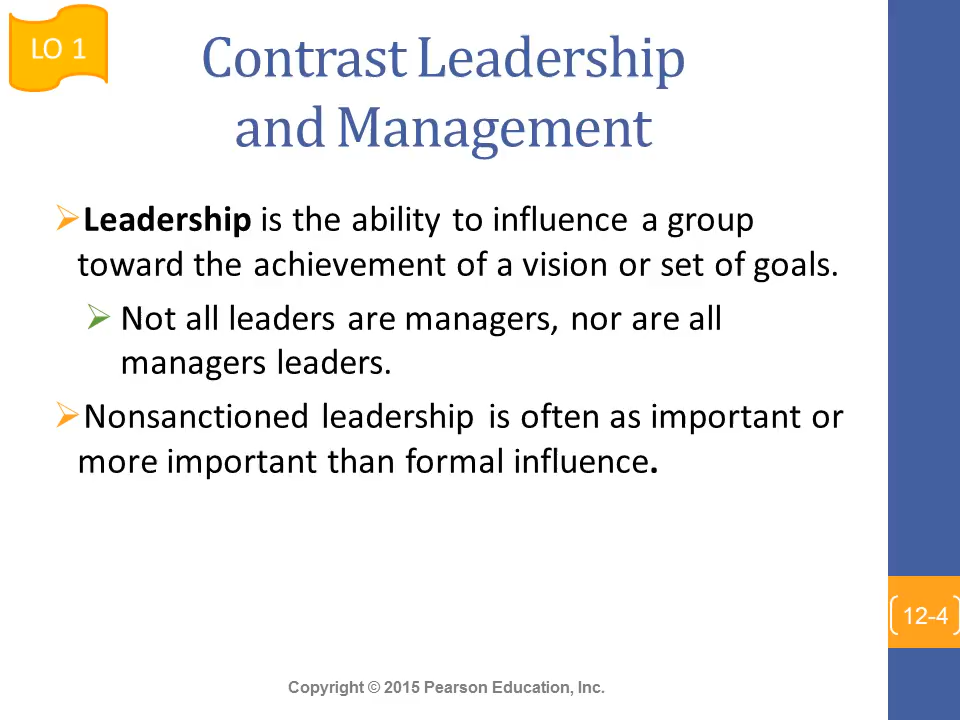 LO 1
Contrast Leadership
and Management
Leadership is the ability to influence a group
toward the achievement of a vision or set of goals.
Not all leaders are managers, nor are all
managers leaders.
Nonsanctioned leadership is often as important or
more important than formal influence.
12-4
Copyright © 2015 Pearson Education, Inc.